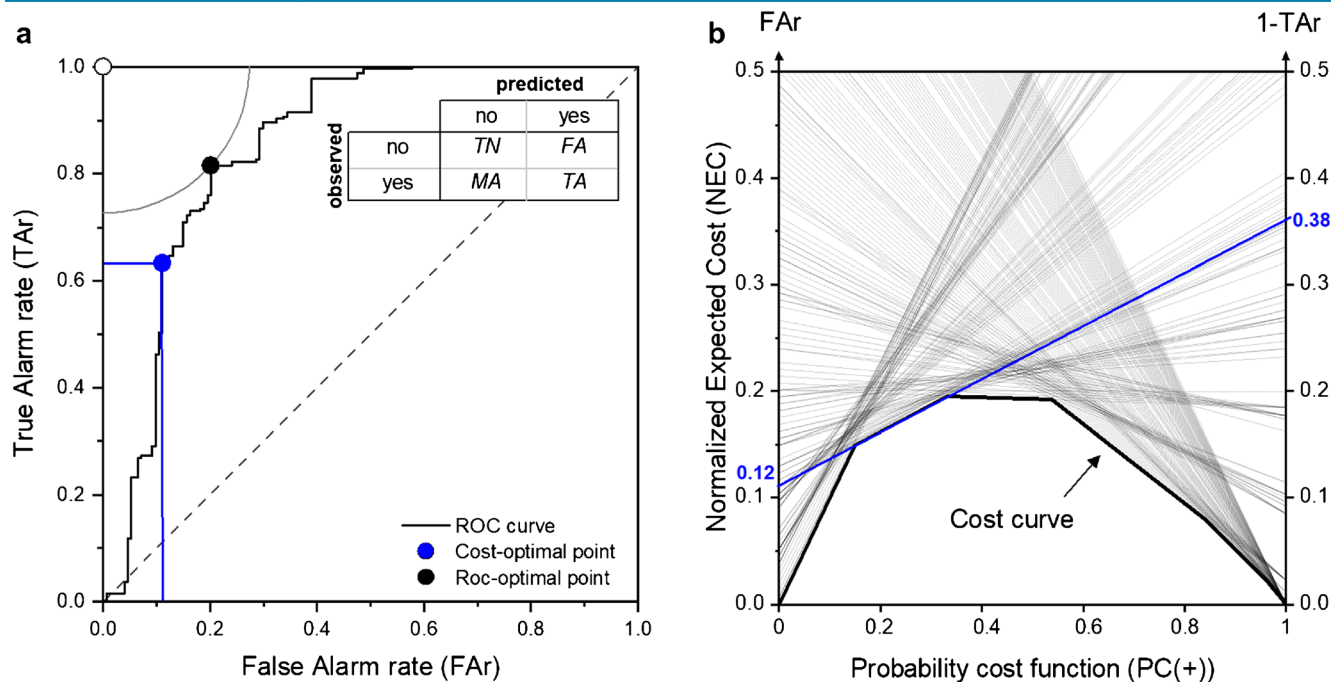 a
True Alarm rate (TAr)
1.0
0.8
0.6
0.4
0.2
0.0
0.0 0.2 0.4 0.6 0.8 1.0
False Alarm rate (FAr)
predicted
no yes
observed
no TN FA
yes MA TA
ROC curve
Cost-optimal point
Roc-optimal point
b
FAr
1-TAr
Normalized Expected Cost (NEC)
0.5
0.4
0.3
0.2
0.1
0.0
0.12
Cost curve
0.5
0.4
0.38
0.3
0.2
0.1
0.0
0 0.2 0.4 0.6 0.8 1
Probability cost function (PC(+))